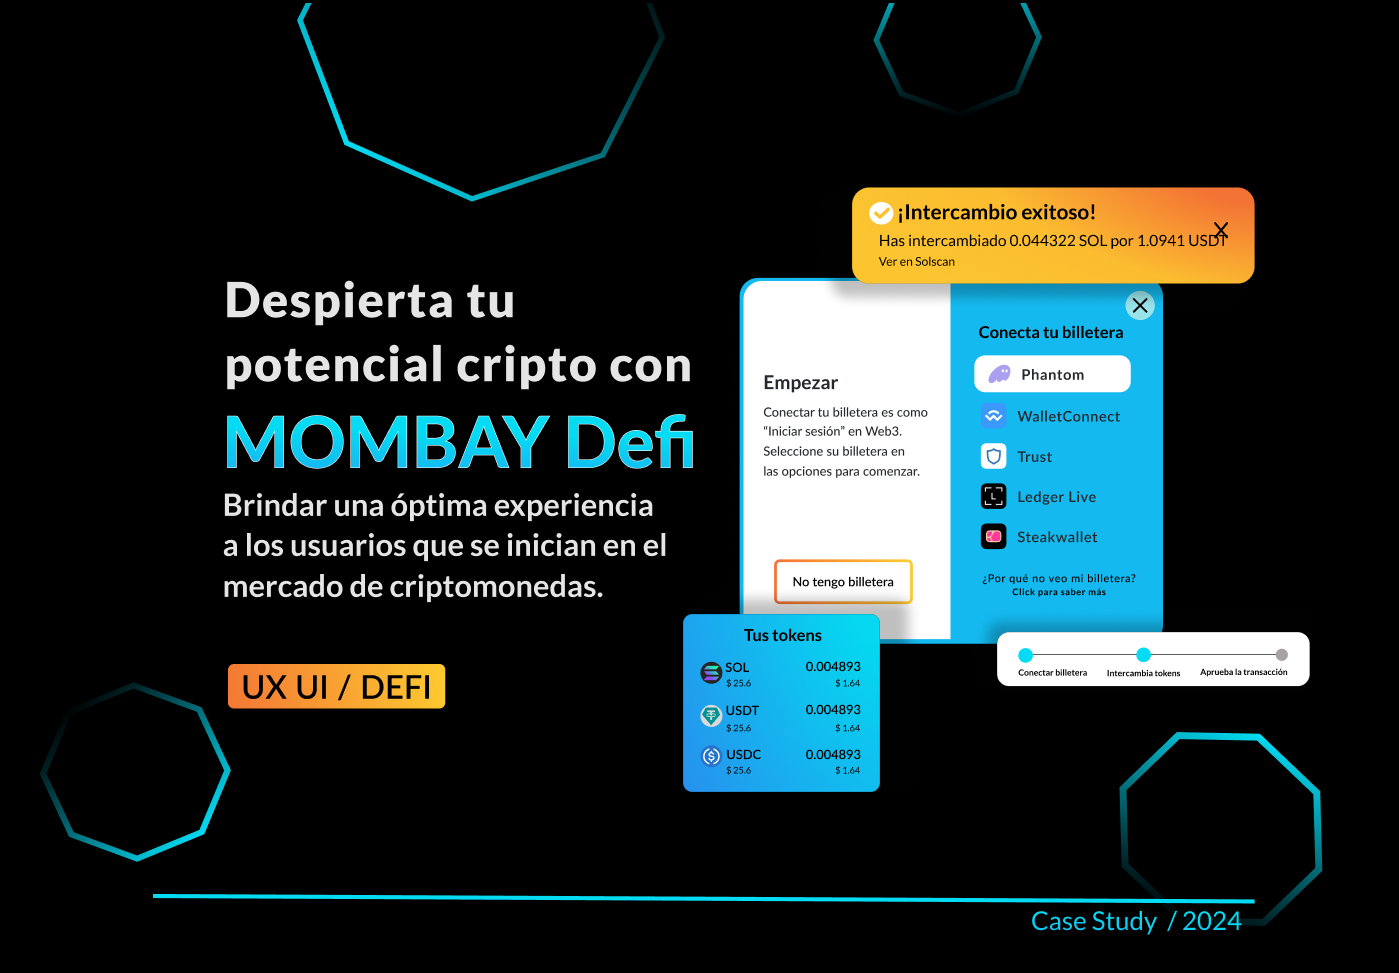 Despierta tu
potencial cripto con
MOMBAY Defi
Brindar una óptima experiencia
a los usuarios que se inician en el
mercado de criptomonedas.
UX UI / DEFI
¡Intercambio exitoso!
Has intercambiado 0.044322 SOL por 1.0941 USDT
X
Ver en Solscan
Empezar
Conectar tu billetera es como
“Iniciar sesión” en Web3.
Seleccione su billetera en
las opciones para comenzar.
No tengo billetera
Conecta tu billetera
Phantom
WalletConnect
Trust
L
Ledger Live
Steakwallet
¿Por qué no veo mi billetera?
Click para saber más
Tus tokens
SOL 0.004893
$ 25.6 $ 1.64
USDT 0.004893
$ 25.6 $ 1.64
USDC 0.004893
$ 25.6 $ 1.64
Conectar billetera Intercambia tokens Aprueba la transacción
Case Study / 2024